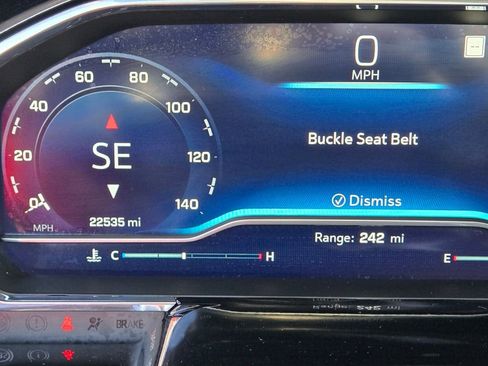 0
MPH
--
60 80
40 100
20 120
0 140
SE
22535 mi
MPH
Buckle Seat Belt
Dismiss
Range: 242 mi
C H
E
BRAKE